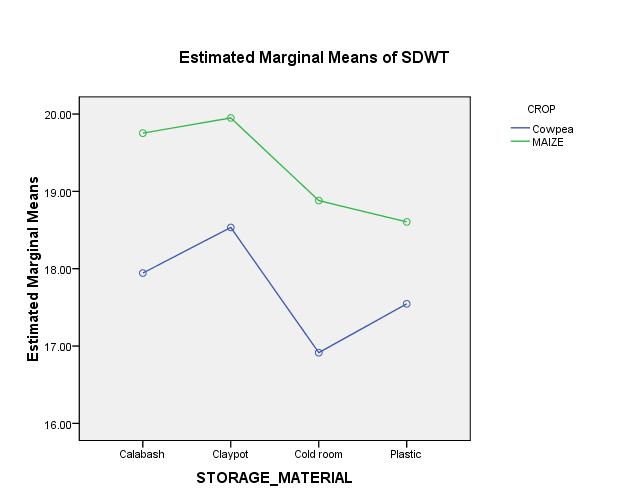 Estimated Marginal Means of SDWT
Estimated Marginal Means
20.00
19.00
18.00
17.00
16.00
Calabash
Claypot
Cold room
Plastic
STORAGE_MATERIAL
CROP
Cowpea
MAIZE